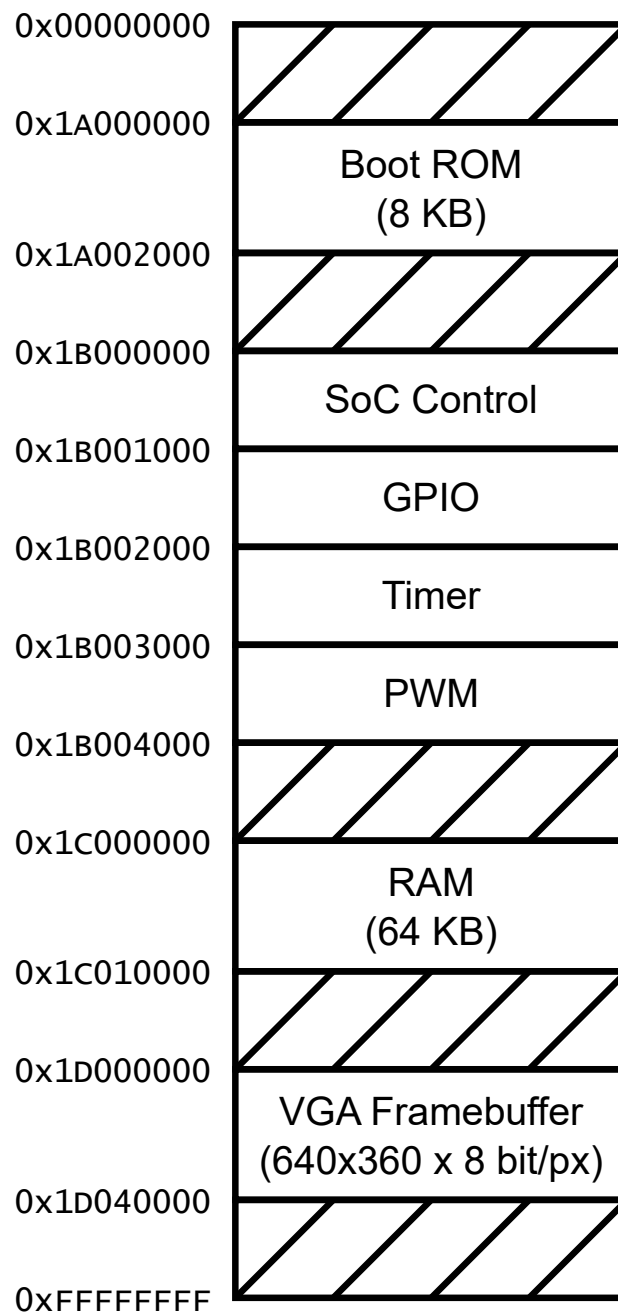 0x00000000
0x1A000000
Boot ROM
(8 KB)
0x1A002000
0x1B000000
SoC Control
0x1B001000
GPIO
0x1B002000
Timer
0x1B003000
PWM
0x1B004000
0x1C000000
RAM
(64 KB)
0x1C010000
0x1D000000
VGA Framebuffer
(640x360 x 8 bit/px)
0x1D040000
0xFFFFFFFF